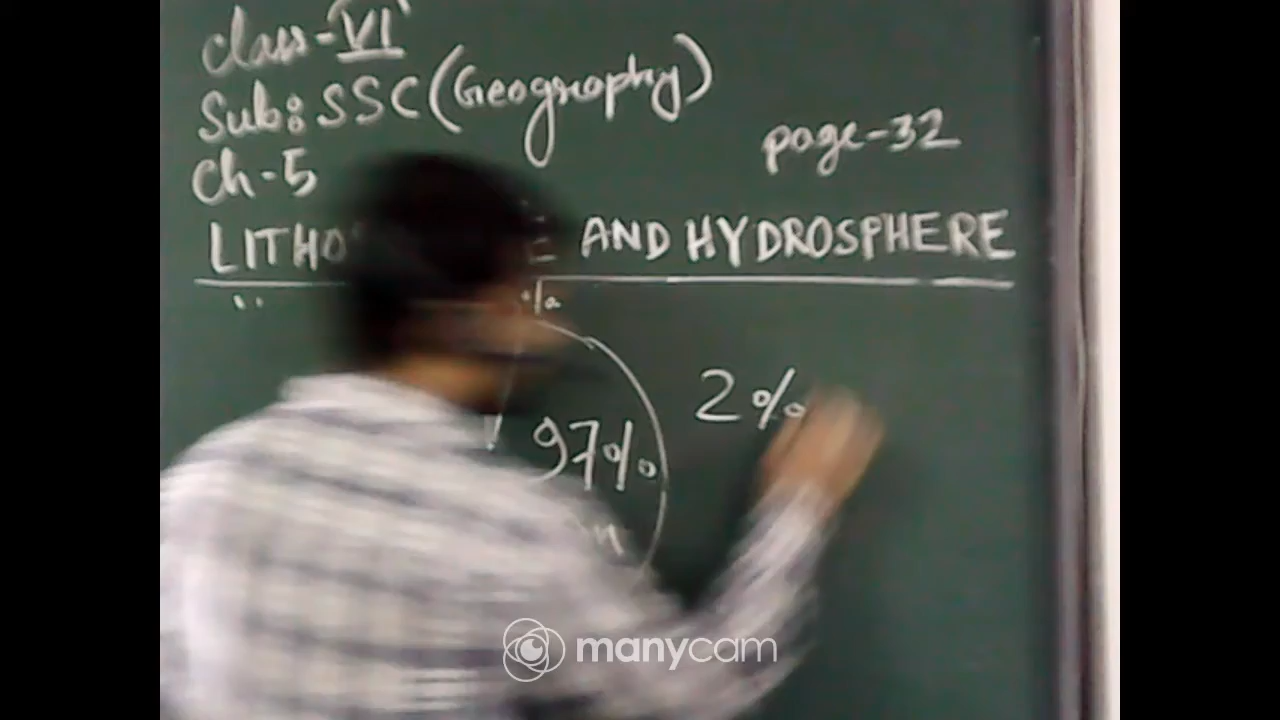 Class-VI
Sub: SSC (Geography)
page-32
Ch-5
LITHO AND HYDROSPHERE
2%
97%
manycam